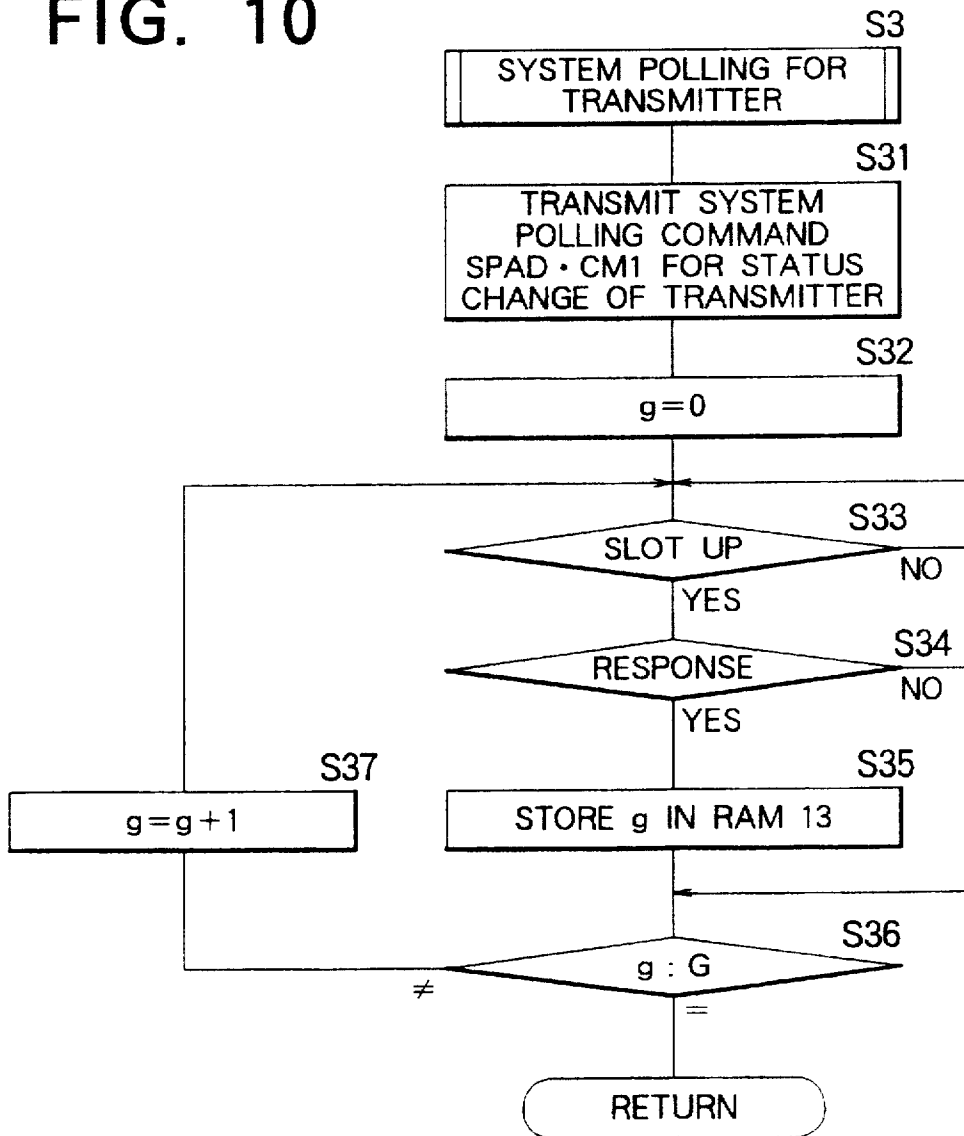 FIG. 10
S3
SYSTEM POLLING FOR
TRANSMITTER
S31
TRANSMIT SYSTEM
POLLING COMMAND
SPAD・CM1 FOR STATUS
CHANGE OF TRANSMITTER
S32
g=0
S33
SLOT UP
NO
YES
S34
RESPONSE
NO
YES
S37
g=g+1
S35
STORE g IN RAM 13
S36
g : G
≠
=
RETURN